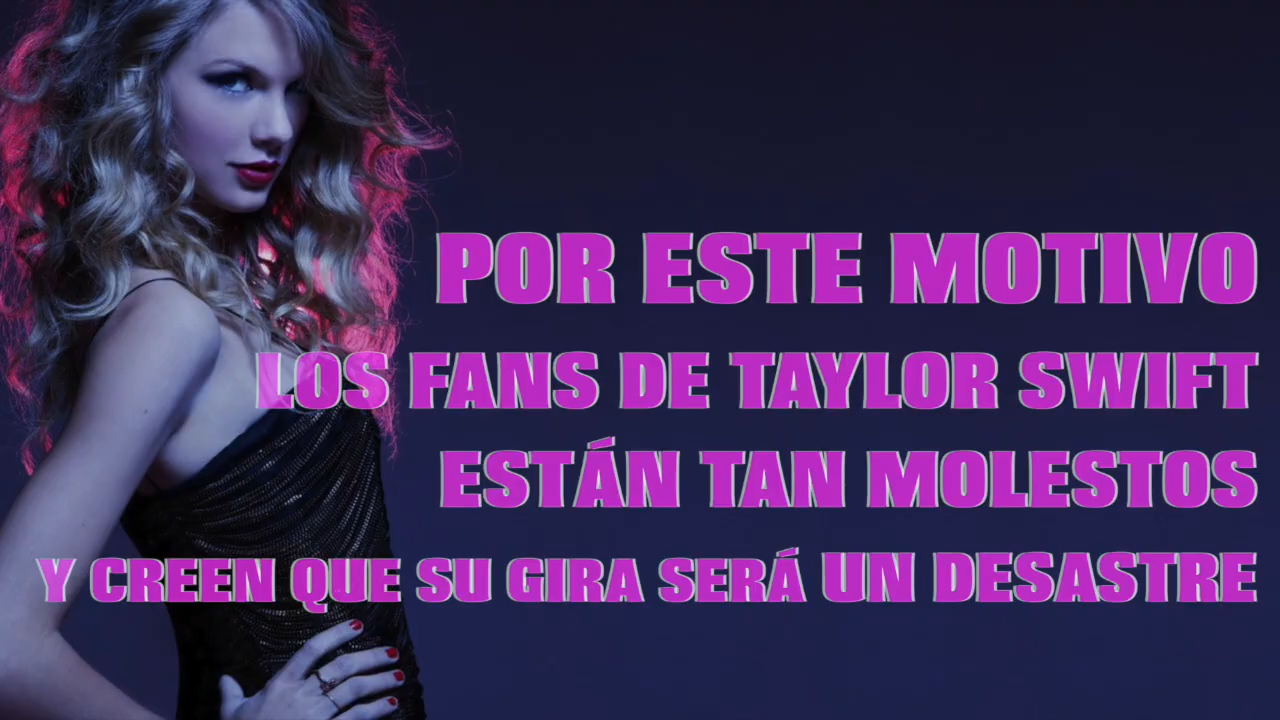 POR ESTE MOTIVO
LOS FANS DE TAYLOR SWIFT
ESTÁN TAN MOLESTOS
Y CREEN QUE SU GIRA SERÁ UN DESASTRE